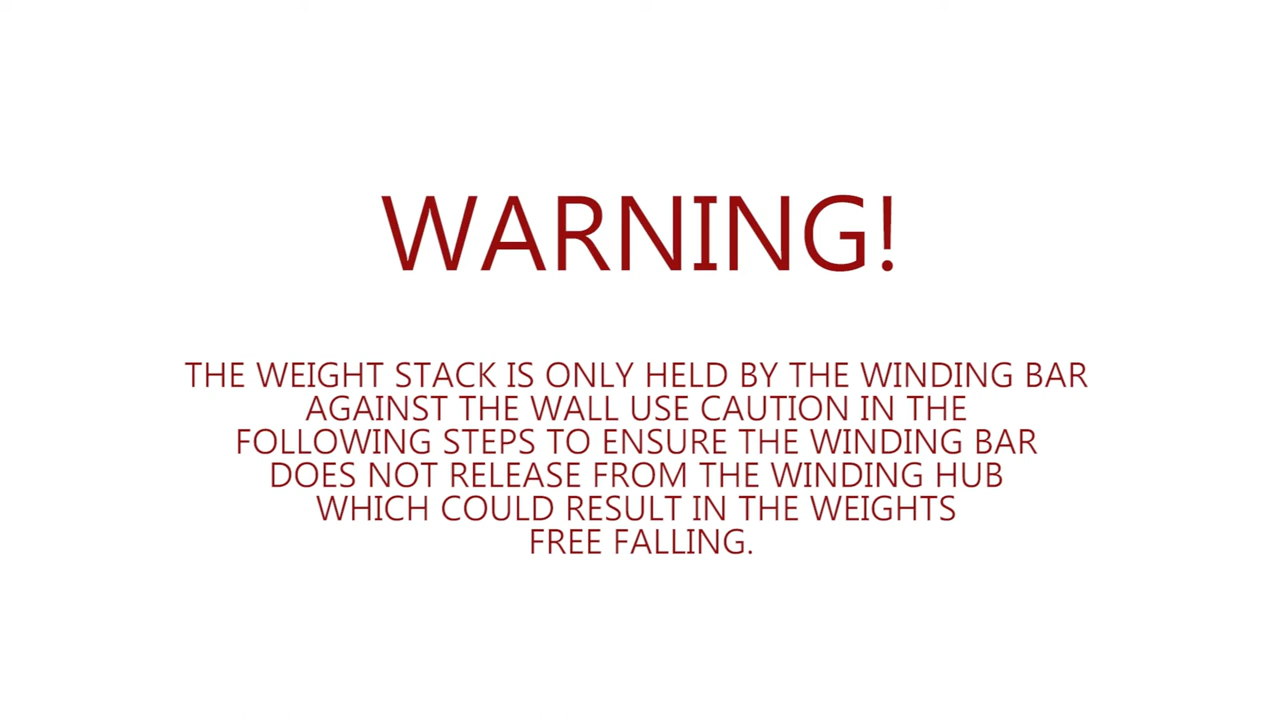 WARNING!
THE WEIGHT STACK IS ONLY HELD BY THE WINDING BAR
AGAINST THE WALL USE CAUTION IN THE
FOLLOWING STEPS TO ENSURE THE WINDING BAR
DOES NOT RELEASE FROM THE WINDING HUB
WHICH COULD RESULT IN THE WEIGHTS
FREE FALLING.